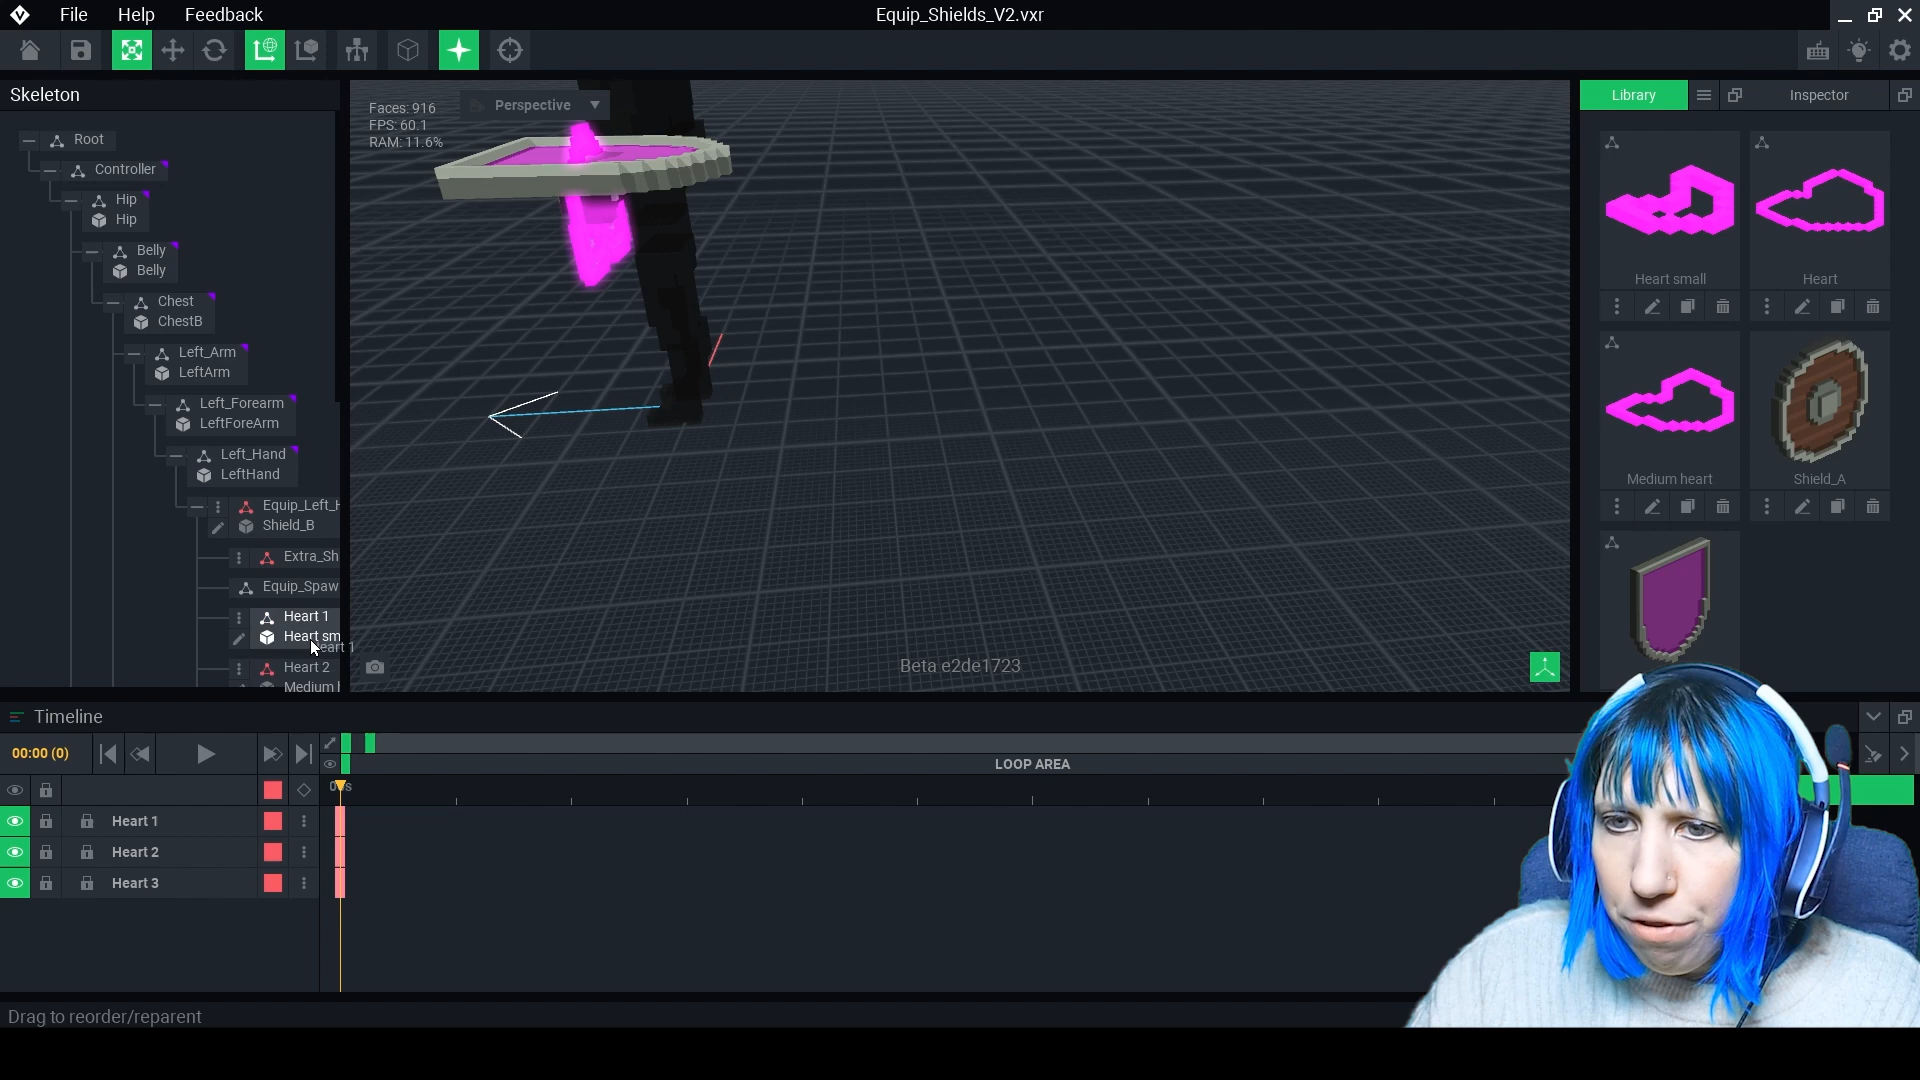 File Help Feedback Equip_Shields_V2.vxr
Skeleton
Root
Controller
Hip
Hip
Belly
Belly
Chest
ChestB
Left_Arm
LeftArm
Left_Forearm
LeftForeArm
Left_Hand
LeftHand
Equip_Left_H
Shield_B
Extra_Sh
Equip_Spaw
Heart 1
Heart sm
Heart 2
Medium h
Faces: 916
FPS: 60.1
RAM: 11.6%
Perspective
Beta e2de1723
Library Inspector
Heart small Heart
Medium heart Shield_A
Timeline
00:00 (0)
LOOP AREA
Heart 1
Heart 2
Heart 3
Drag to reorder/reparent